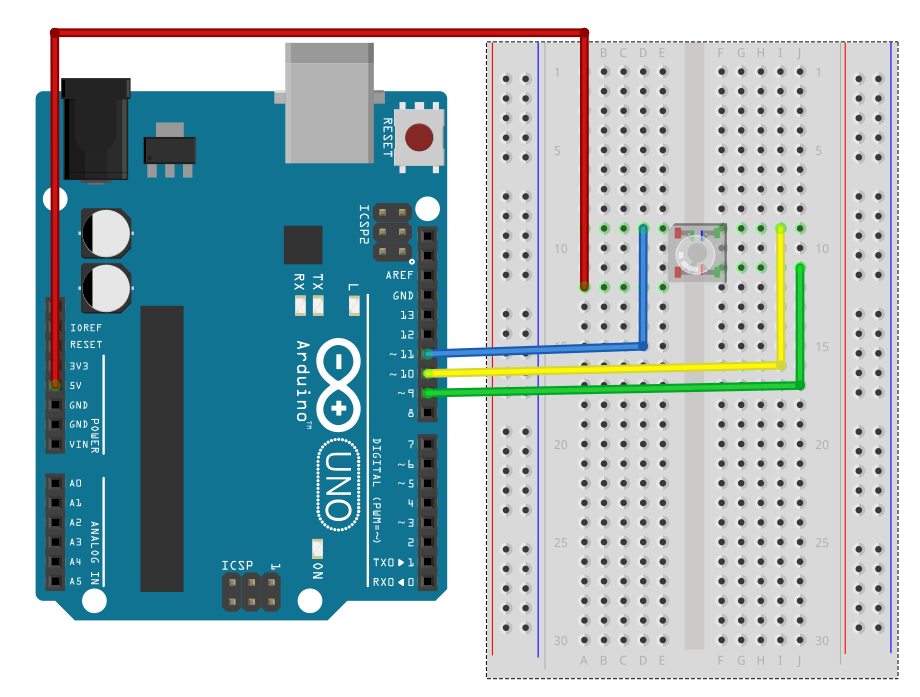 RESET
ICSP2
AREF
GND
13
12
~11
~10
~9
8
7
~6
~5
4
~3
2
TX0▶1
RX0◀0
RX
TX
L
IOREF
RESET
3V3
5V
GND
GND
VIN
POWER
A0
A1
A2
A3
A4
A5
ANALOG IN
Arduino™
UNO
DIGITAL (PWM=~)
ICSP
1
ON
B C D E F G H I J
1 1
5 5
10 10
15 15
20 20
25 25
30 30
A B C D E F G H I J